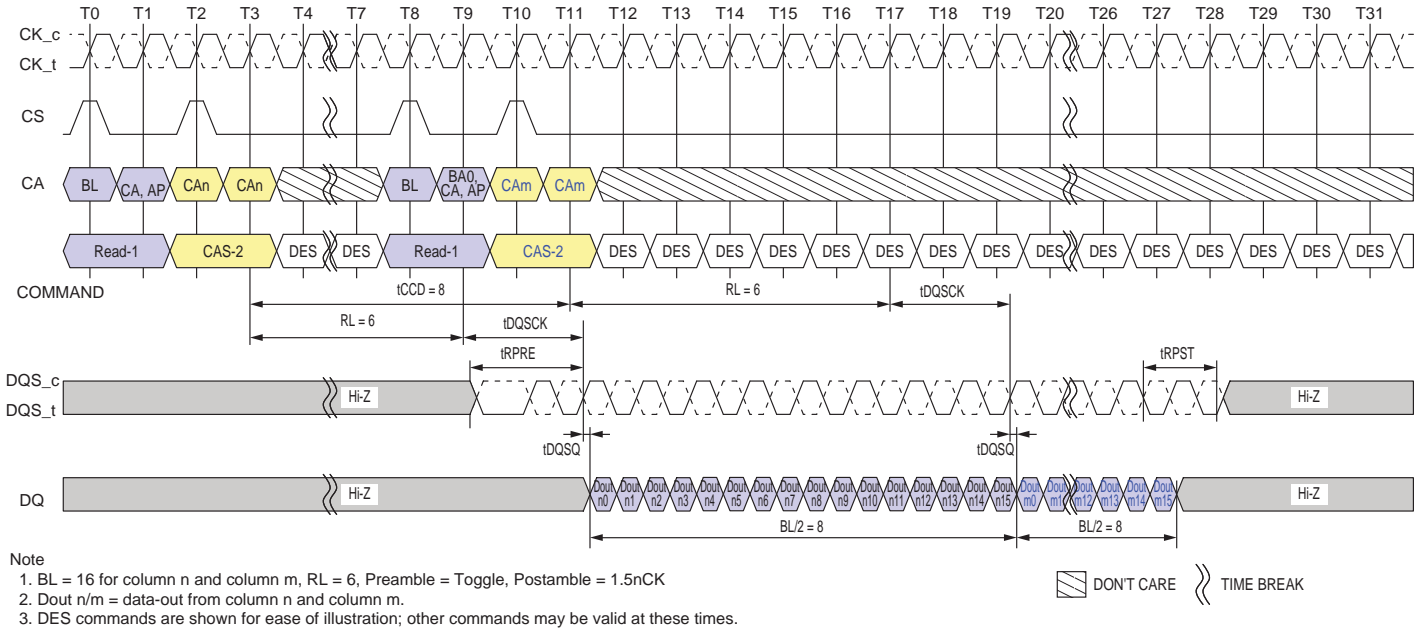 T0 T1 T2 T3 T4 T7 T8 T9 T10 T11 T12 T13 T14 T15 T16 T17 T18 T19 T20 T26 T27 T28 T29 T30 T31
CK_c
CK_t
CS
CA BL CA, AP CAn CAn BL BA0, CA, AP CAm CAm
Read-1 CAS-2 DES DES Read-1 CAS-2 DES DES DES DES DES DES DES DES DES DES DES DES DES DES DES
COMMAND
tCCD = 8 RL = 6 tDQSCK
RL = 6 tDQSCK
tRPRE tRPST
DQS_c
DQS_t
Hi-Z Hi-Z
tDQSQ tDQSQ
DQ Hi-Z Dout n0 Dout n1 Dout n2 Dout n3 Dout n4 Dout n5 Dout n6 Dout n7 Dout n8 Dout n9 Dout n10 Dout n11 Dout n12 Dout n13 Dout n14 Dout n15 Dout m0 Dout m1 Dout m12 Dout m13 Dout m14 Dout m15 Hi-Z
BL/2 = 8 BL/2 = 8
Note
1. BL = 16 for column n and column m, RL = 6, Preamble = Toggle, Postamble = 1.5nCK
2. Dout n/m = data-out from column n and column m.
3. DES commands are shown for ease of illustration; other commands may be valid at these times.
DON'T CARE TIME BREAK